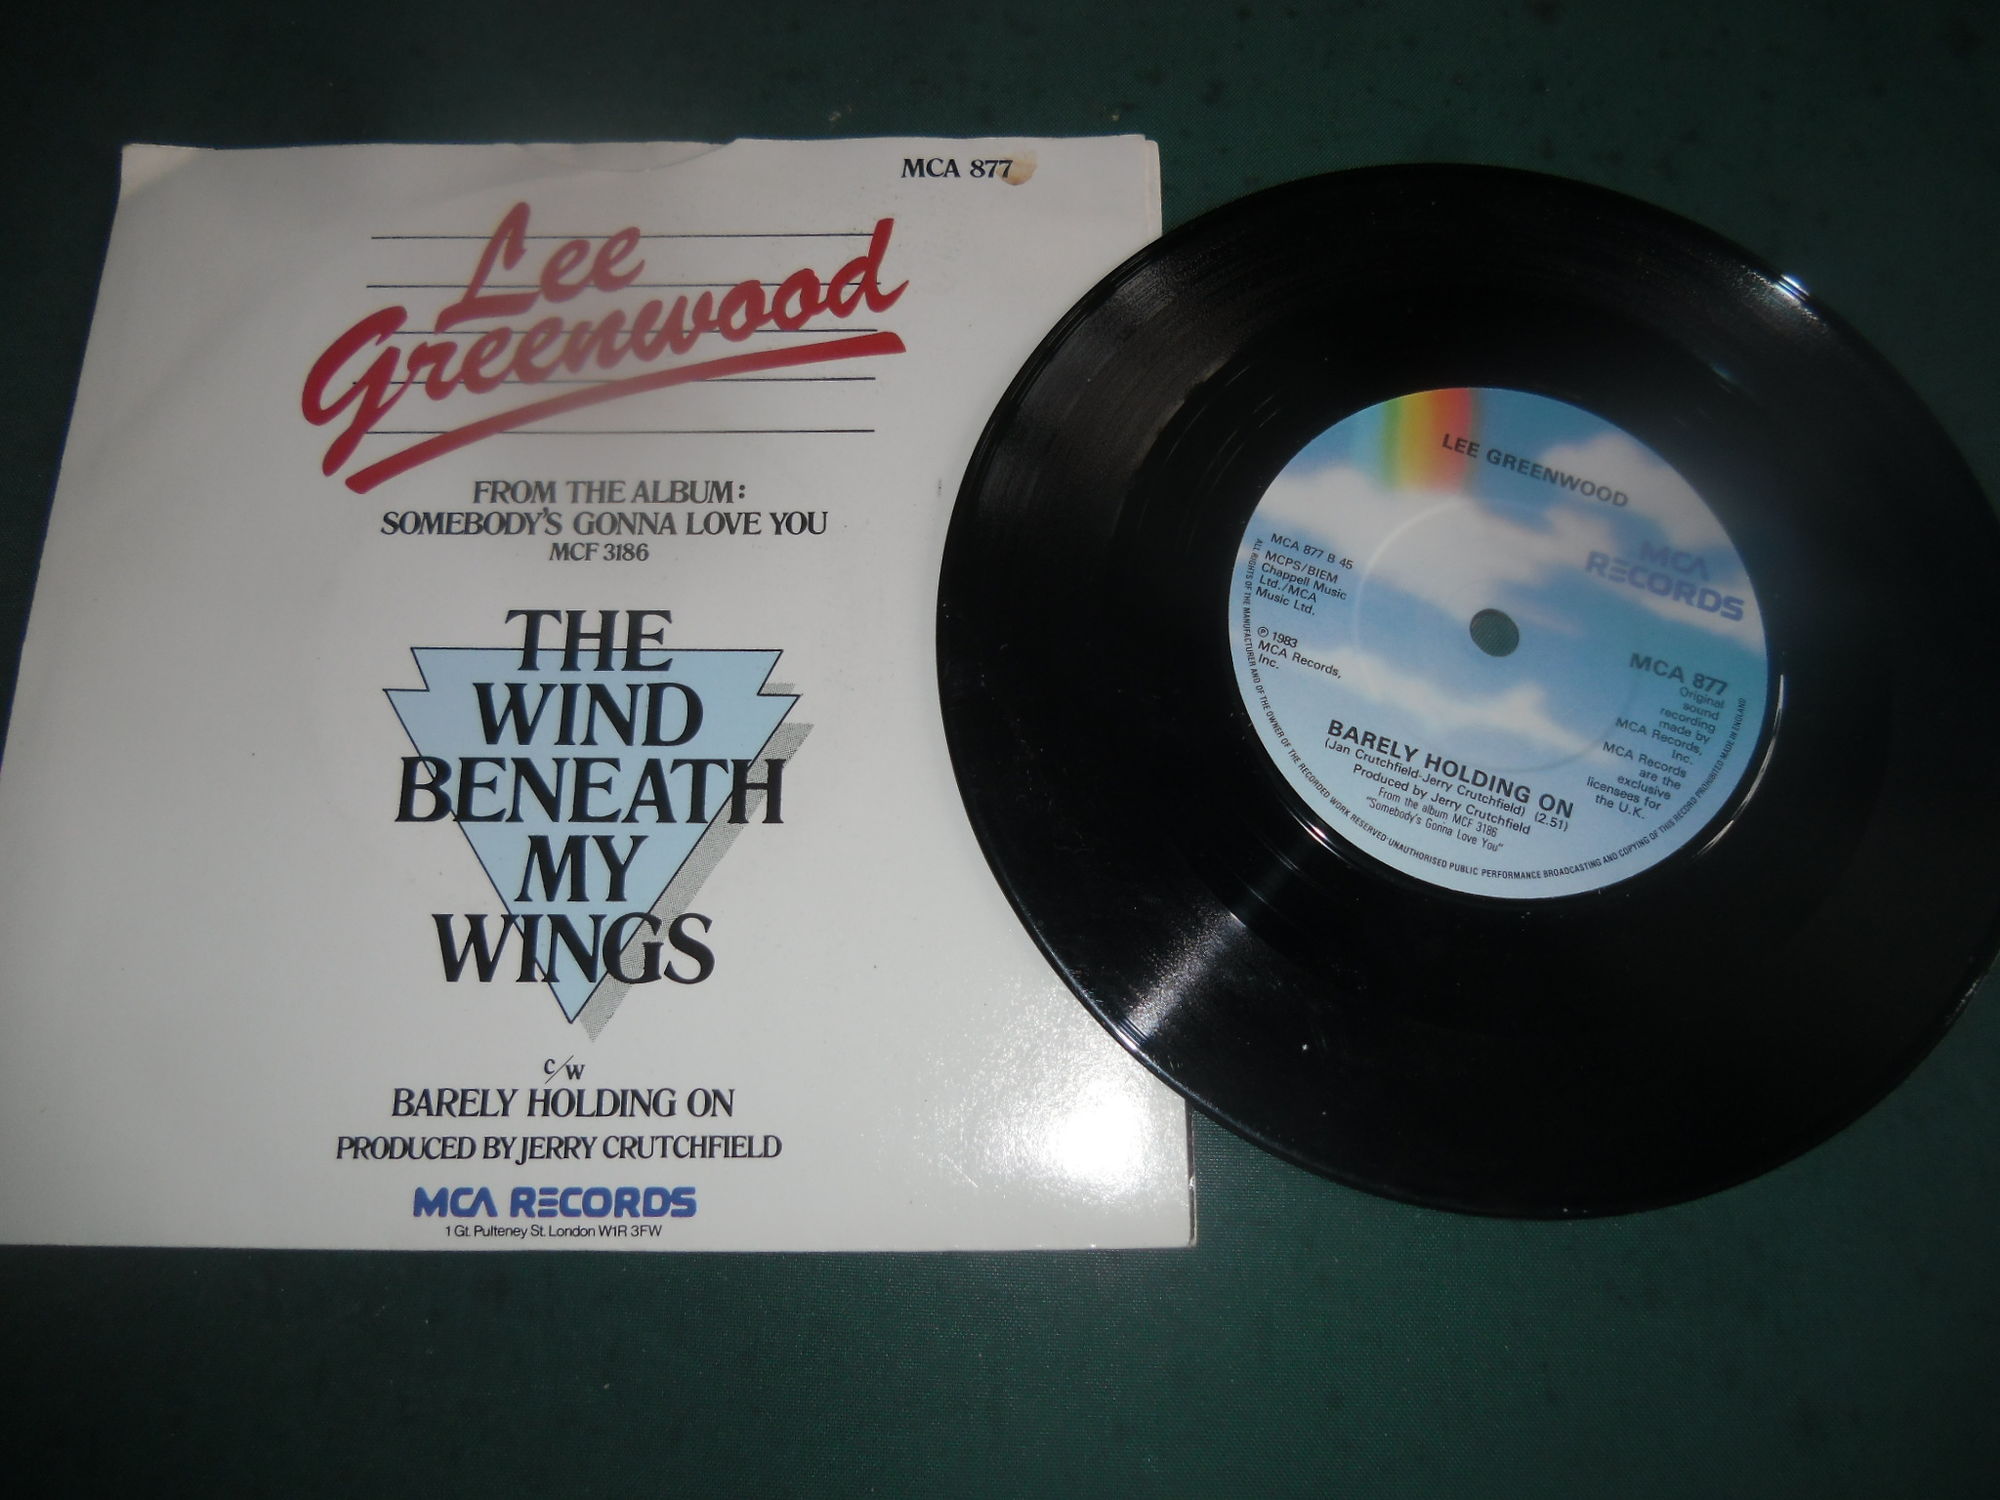 MCA 877
Lee
Greenwood
FROM THE ALBUM:
SOMEBODY'S GONNA LOVE YOU
MCF 3186
THE
WIND
BENEATH
MY
WINGS
c/w
BARELY HOLDING ON
PRODUCED BY JERRY CRUTCHFIELD
MCA RECORDS
1 Gt. Pulteney St. London W1R 3FW
LEE GREENWOOD
MCA
RECORDS
MCA 877 B 45
MCPS/BIEM
Chappell Music
Ltd./MCA
Music Ltd.
℗ 1983
MCA Records,
Inc.
MCA 877
Original
sound
recording
made by
MCA Records,
Inc.
MCA Records
are the
exclusive
licensees for
the U.K.
BARELY HOLDING ON
(Jan Crutchfield-Jerry Crutchfield) (2.51)
Produced by Jerry Crutchfield
From the album MCF 3186
"Somebody's Gonna Love You"
ALL RIGHTS OF THE MANUFACTURER AND OF THE OWNER OF THE RECORDED WORK RESERVED·UNAUTHORISED PUBLIC PERFORMANCE BROADCASTING AND COPYING OF THIS RECORD PROHIBITED MADE IN ENGLAND